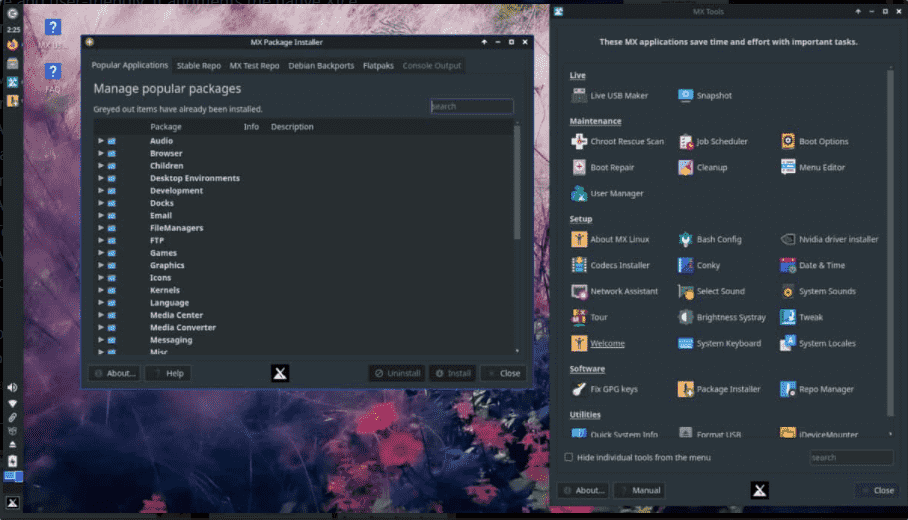 2:25
FAQ
MX Package Installer
Popular Applications Stable Repo MX Test Repo Debian Backports Flatpaks Console Output
Manage popular packages
Greyed out items have already been installed.
search
Package Info Description
Audio
Browser
Children
Desktop Environments
Development
Docks
Email
FileManagers
FTP
Games
Graphics
Icons
Kernels
Language
Media Center
Media Converter
Messaging
Misc
About... Help Uninstall Install Close
MX Tools
These MX applications save time and effort with important tasks.
Live
Live USB Maker Snapshot
Maintenance
Chroot Rescue Scan Job Scheduler Boot Options
Boot Repair Cleanup Menu Editor
User Manager
Setup
About MX Linux Bash Config Nvidia driver installer
Codecs Installer Conky Date & Time
Network Assistant Select Sound System Sounds
Tour Brightness Systray Tweak
Welcome System Keyboard System Locales
Software
Fix GPG keys Package Installer Repo Manager
Utilities
Quick System Info Format USB iDeviceMounter
Hide individual tools from the menu
search
About... Manual Close